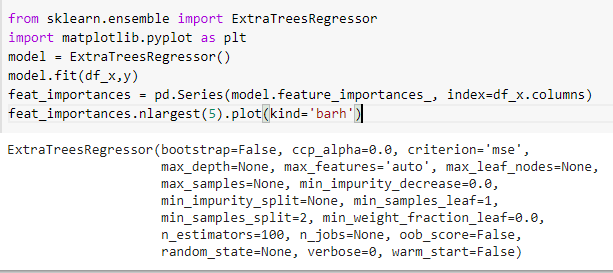 from sklearn.ensemble import ExtraTreesRegressor
import matplotlib.pyplot as plt
model = ExtraTreesRegressor()
model.fit(df_x,y)
feat_importances = pd.Series(model.feature_importances_, index=df_x.columns)
feat_importances.nlargest(5).plot(kind='barh')
ExtraTreesRegressor(bootstrap=False, ccp_alpha=0.0, criterion='mse',
max_depth=None, max_features='auto', max_leaf_nodes=None,
max_samples=None, min_impurity_decrease=0.0,
min_impurity_split=None, min_samples_leaf=1,
min_samples_split=2, min_weight_fraction_leaf=0.0,
n_estimators=100, n_jobs=None, oob_score=False,
random_state=None, verbose=0, warm_start=False)